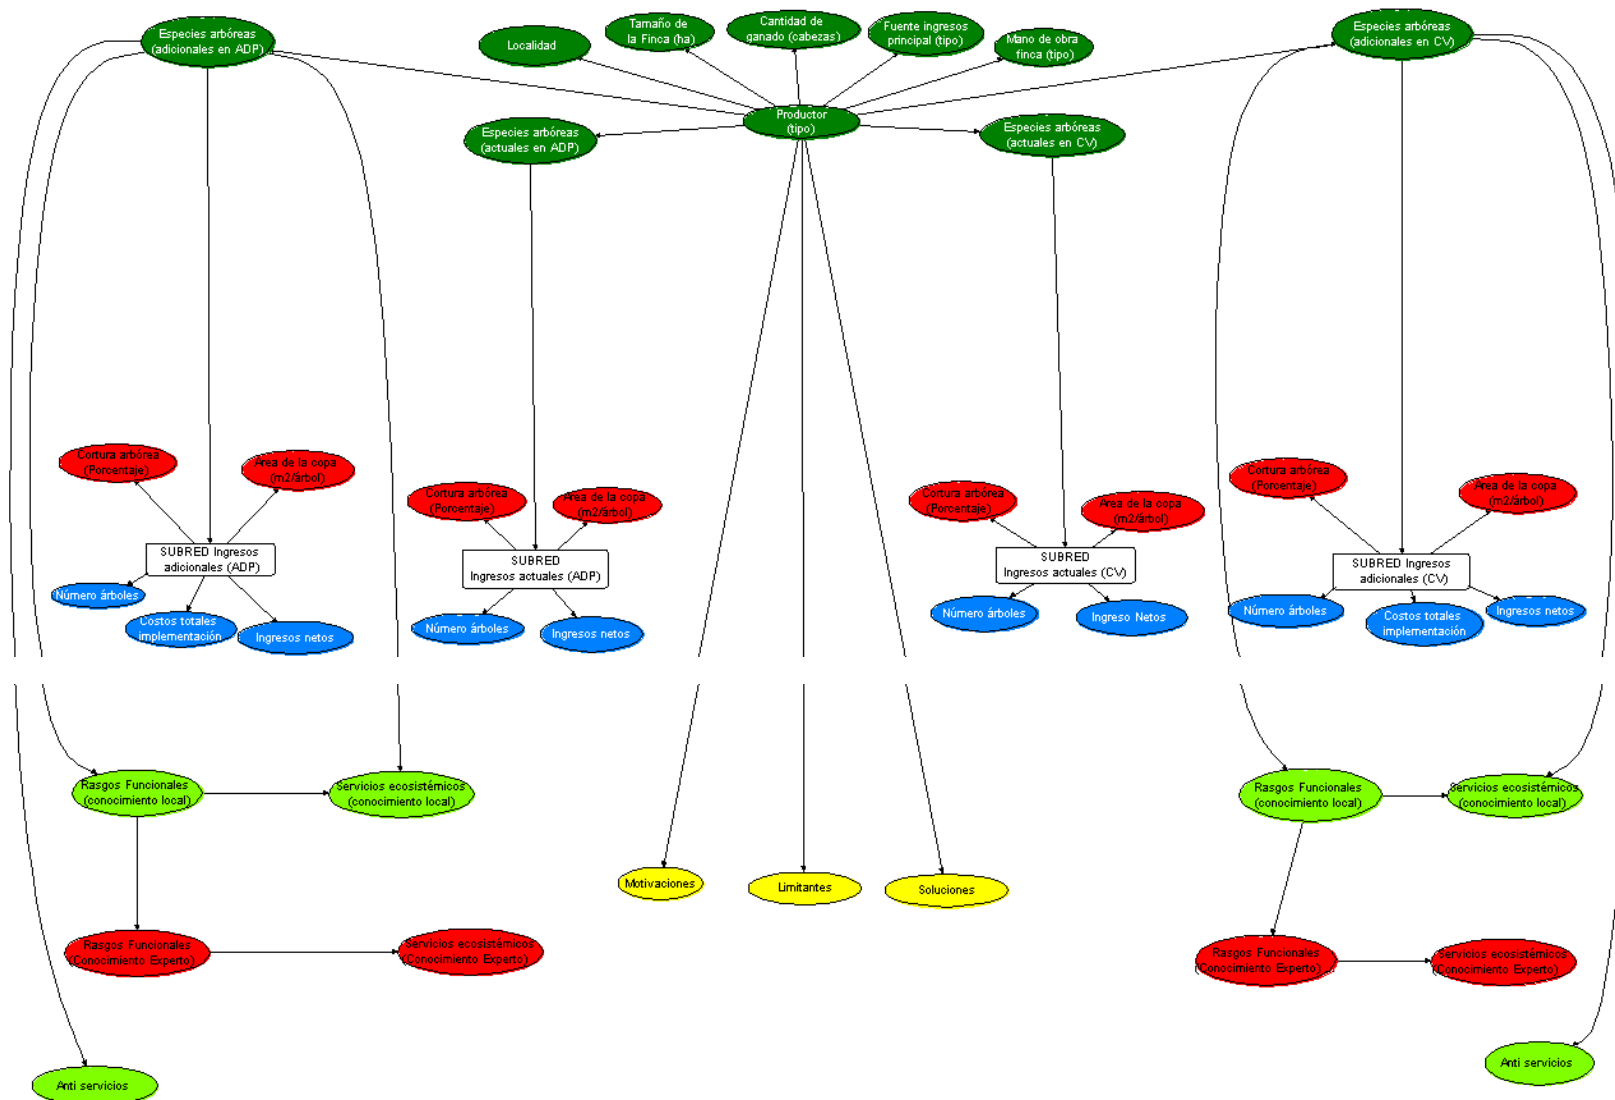 Especies arbóreas
(adicionales en ADP)
Localidad
Tamaño de
la Finca (ha)
Cantidad de
ganado (cabezas)
Fuente ingresos
principal (tipo)
Mano de obra
finca (tipo)
Especies arbóreas
(adicionales en CV)
Productor
(tipo)
Especies arbóreas
(actuales en ADP)
Especies arbóreas
(actuales en CV)
Cortura arbórea
(Porcentaje)
Area de la copa
(m2/árbol)
SUBRED Ingresos
adicionales (ADP)
Número árboles
Costos totales
implementación
Ingresos netos
Cortura arbórea
(Porcentaje)
Area de la copa
(m2/árbol)
SUBRED
Ingresos actuales (ADP)
Número árboles
Ingresos netos
Cortura arbórea
(Porcentaje)
Area de la copa
(m2/árbol)
SUBRED
Ingresos actuales (CV)
Número árboles
Ingreso Netos
Cortura arbórea
(Porcentaje)
Area de la copa
(m2/árbol)
SUBRED Ingresos
adicionales (CV)
Número árboles
Costos totales
implementación
Ingresos netos
Rasgos Funcionales
(conocimiento local)
Servicios ecosistémicos
(conocimiento local)
Rasgos Funcionales
(conocimiento local)
Servicios ecosistémicos
(conocimiento local)
Motivaciones
Limitantes
Soluciones
Rasgos Funcionales
(Conocimiento Experto)
Servicios ecosistémicos
(Conocimiento Experto)
Rasgos Funcionales
(Conocimiento Experto)
Servicios ecosistémicos
(Conocimiento Experto)
Anti servicios
Anti servicios